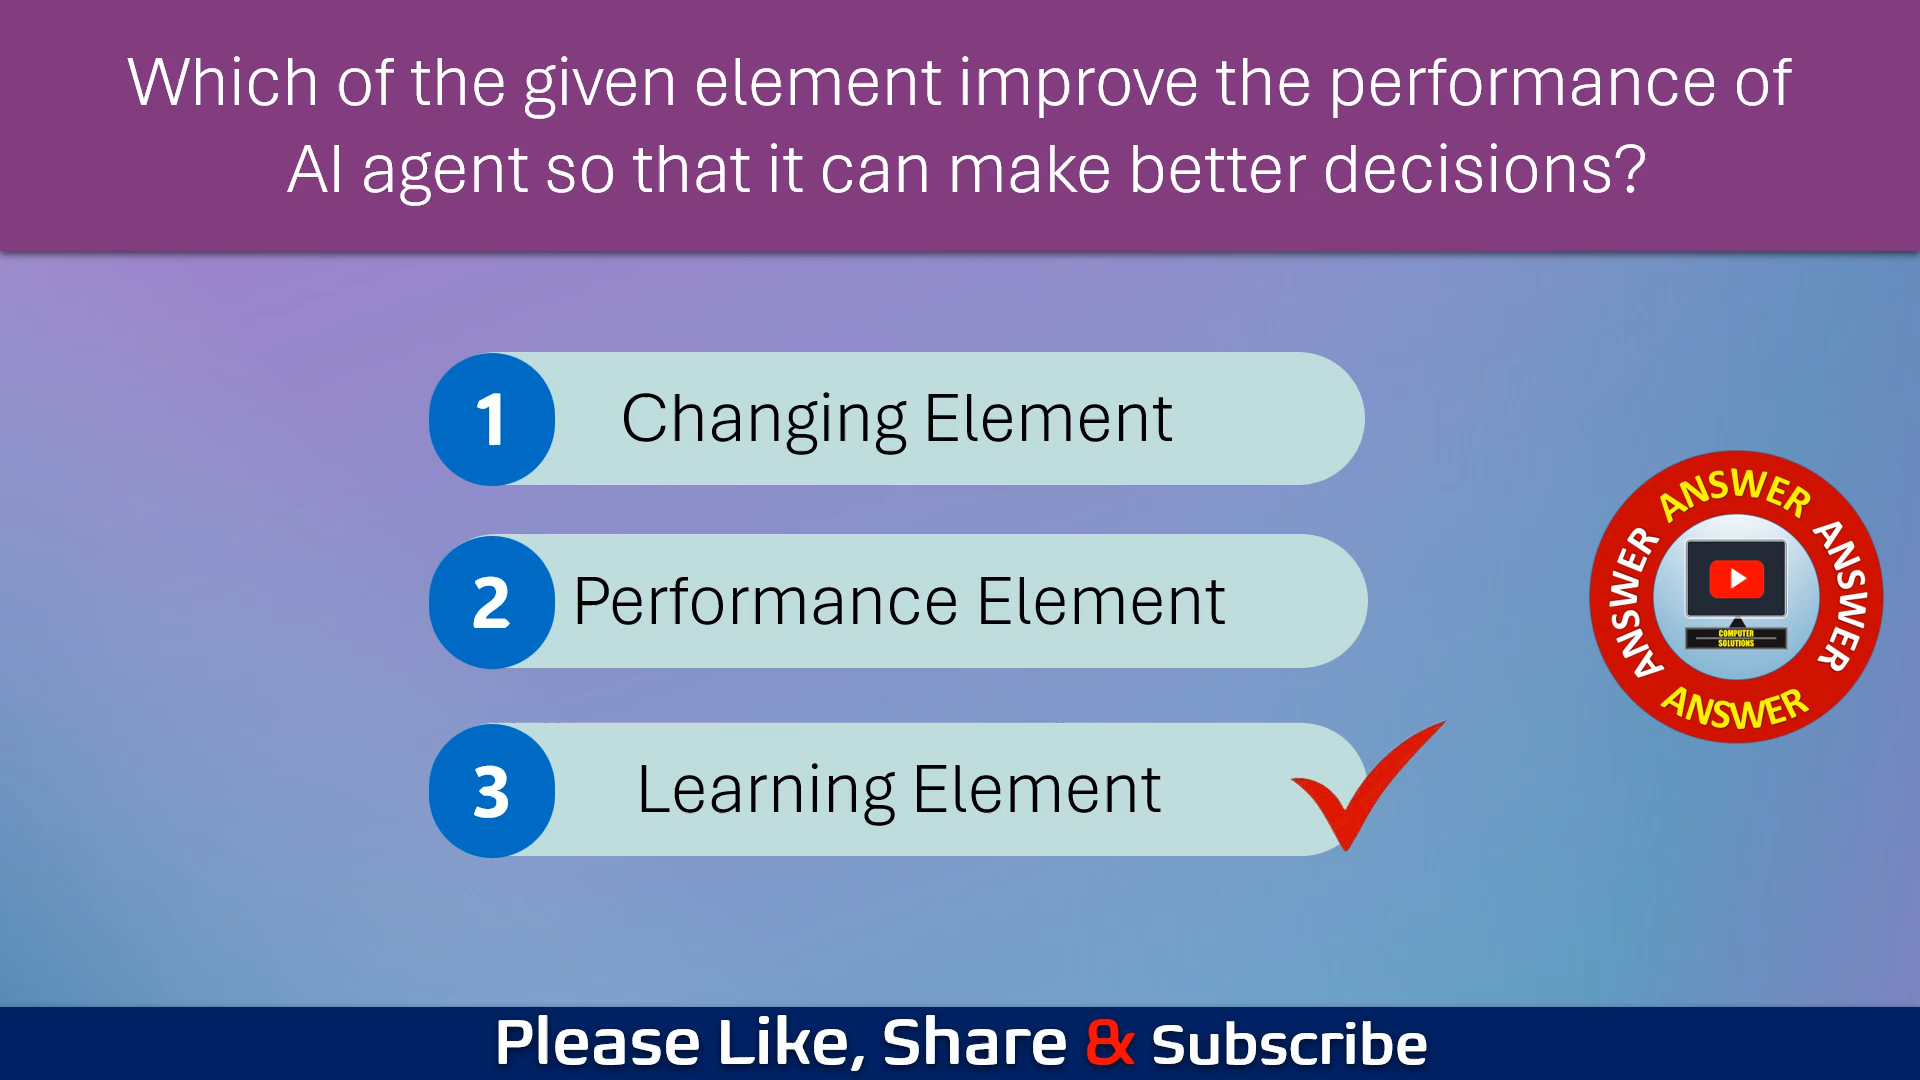 Which of the given element improve the performance of
AI agent so that it can make better decisions?
1 Changing Element
2 Performance Element
3 Learning Element
ANSWER
ANSWER
ANSWER
ANSWER
COMPUTER
SOLUTIONS
Please Like, Share & Subscribe